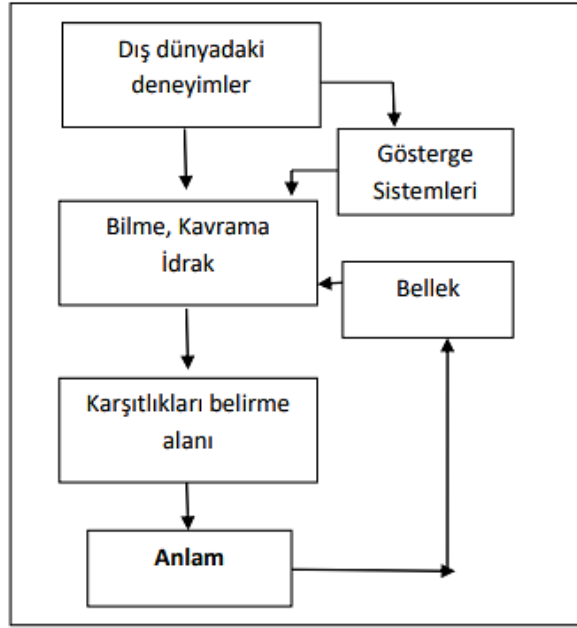 Dış dünyadaki
deneyimler
Gösterge
Sistemleri
Bilme, Kavrama
İdrak
Bellek
Karşıtlıkları belirme
alanı
Anlam